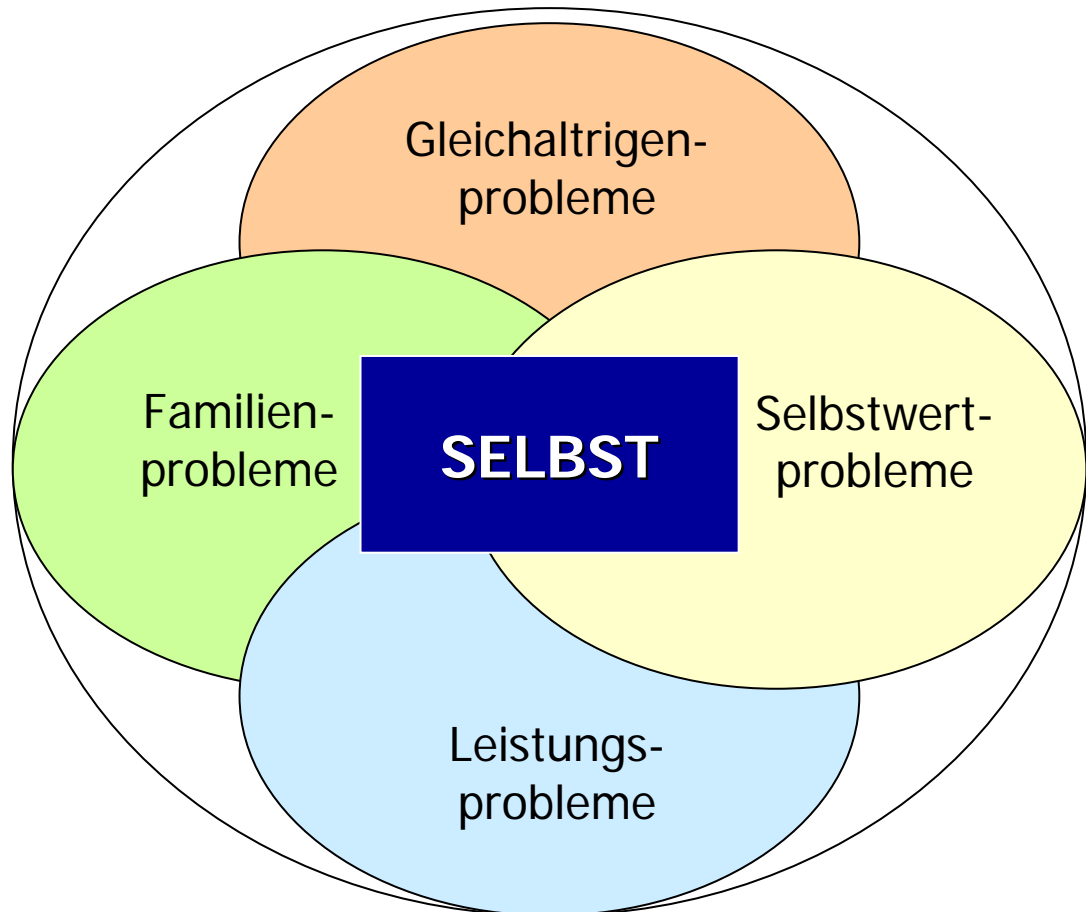 Gleichaltrigen-
probleme
Familien-
probleme
SELBST
Selbstwert-
probleme
Leistungs-
probleme